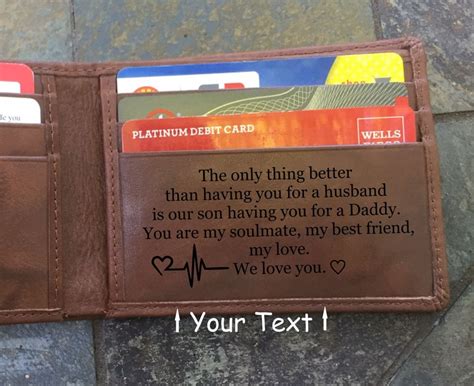 PLATINUM DEBIT CARD
WELLS
The only thing better
than having you for a husband
is our son having you for a Daddy.
You are my soulmate, my best friend,
my love.
We love you.
Your Text